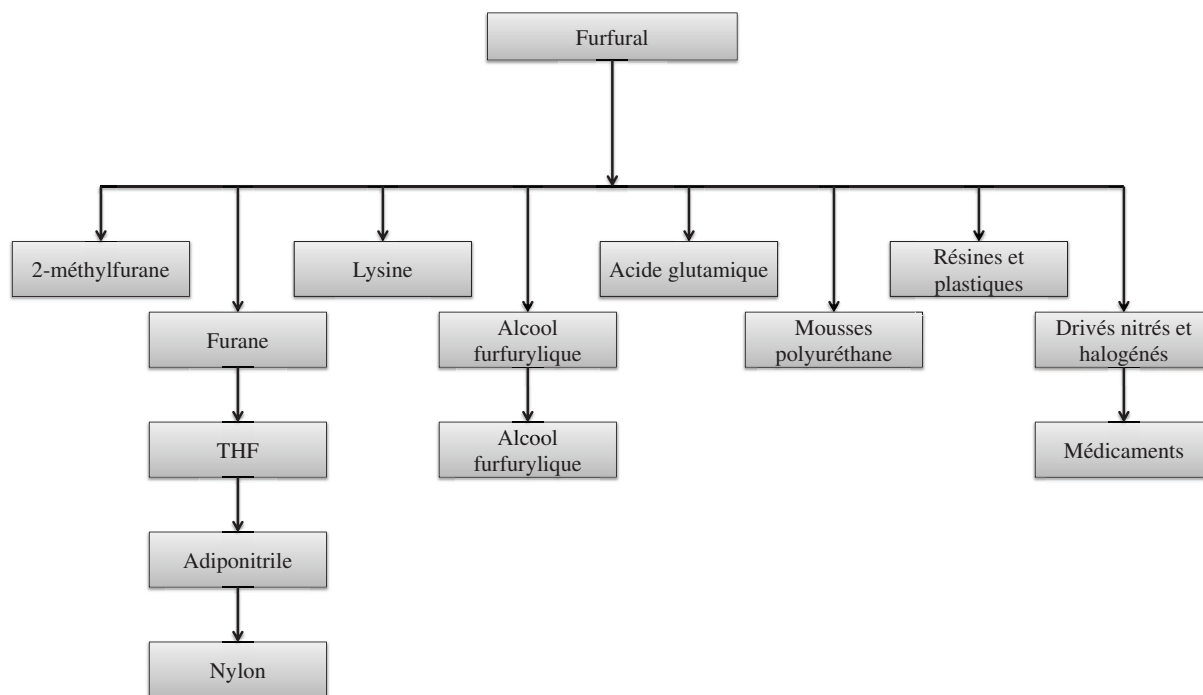 Furfural
2-méthylfurane
Lysine
Acide glutamique
Résines et
plastiques
Furane
Alcool
furfurylique
Mousses
polyuréthane
Drivés nitrés et
halogénés
THF
Alcool
furfurylique
Médicaments
Adiponitrile
Nylon